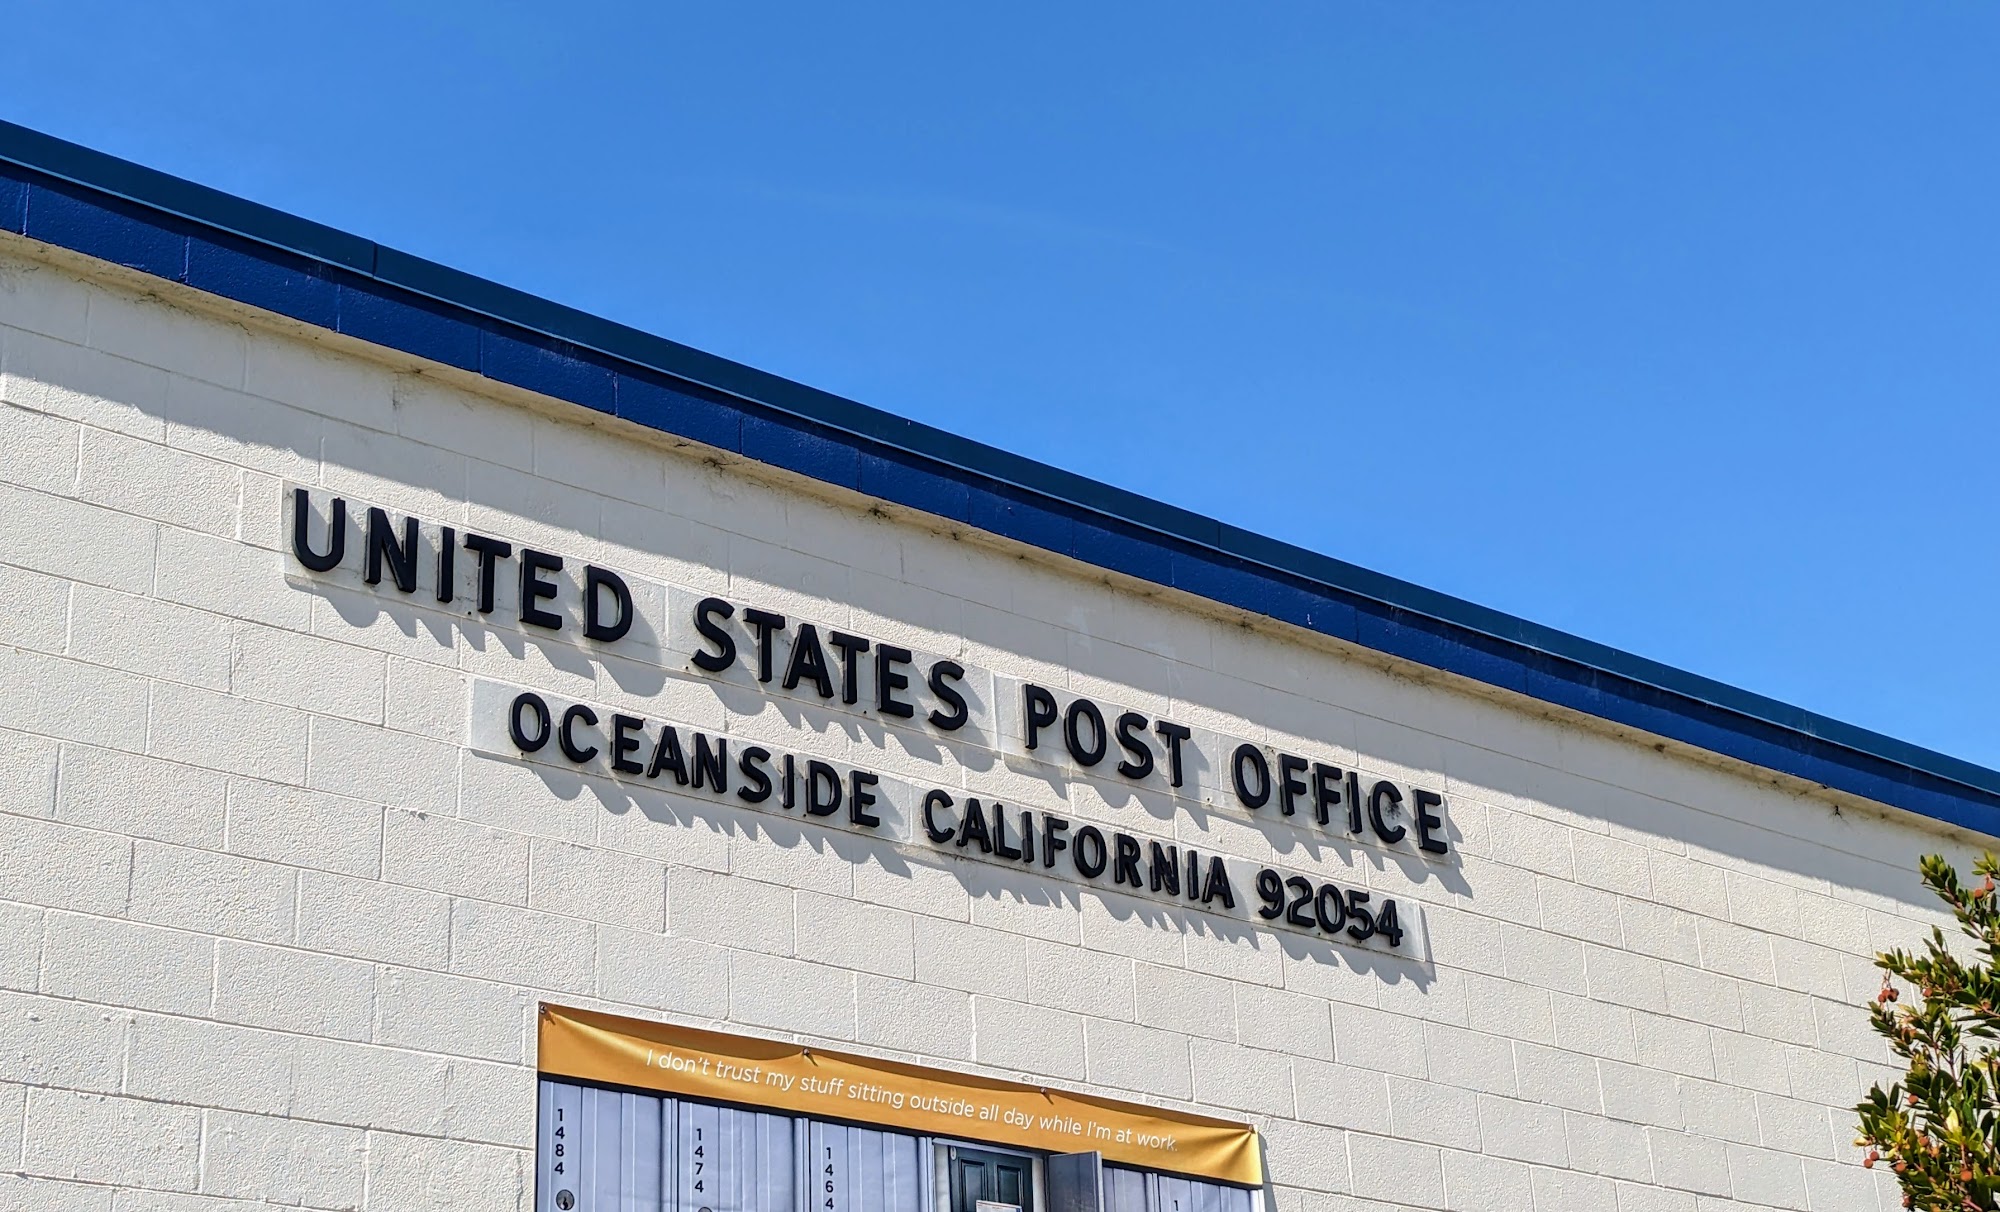 UNITED STATES POST OFFICE
OCEANSIDE CALIFORNIA 92054
I don't trust my stuff sitting outside all day while I'm at work.
1484
1474
1464
1